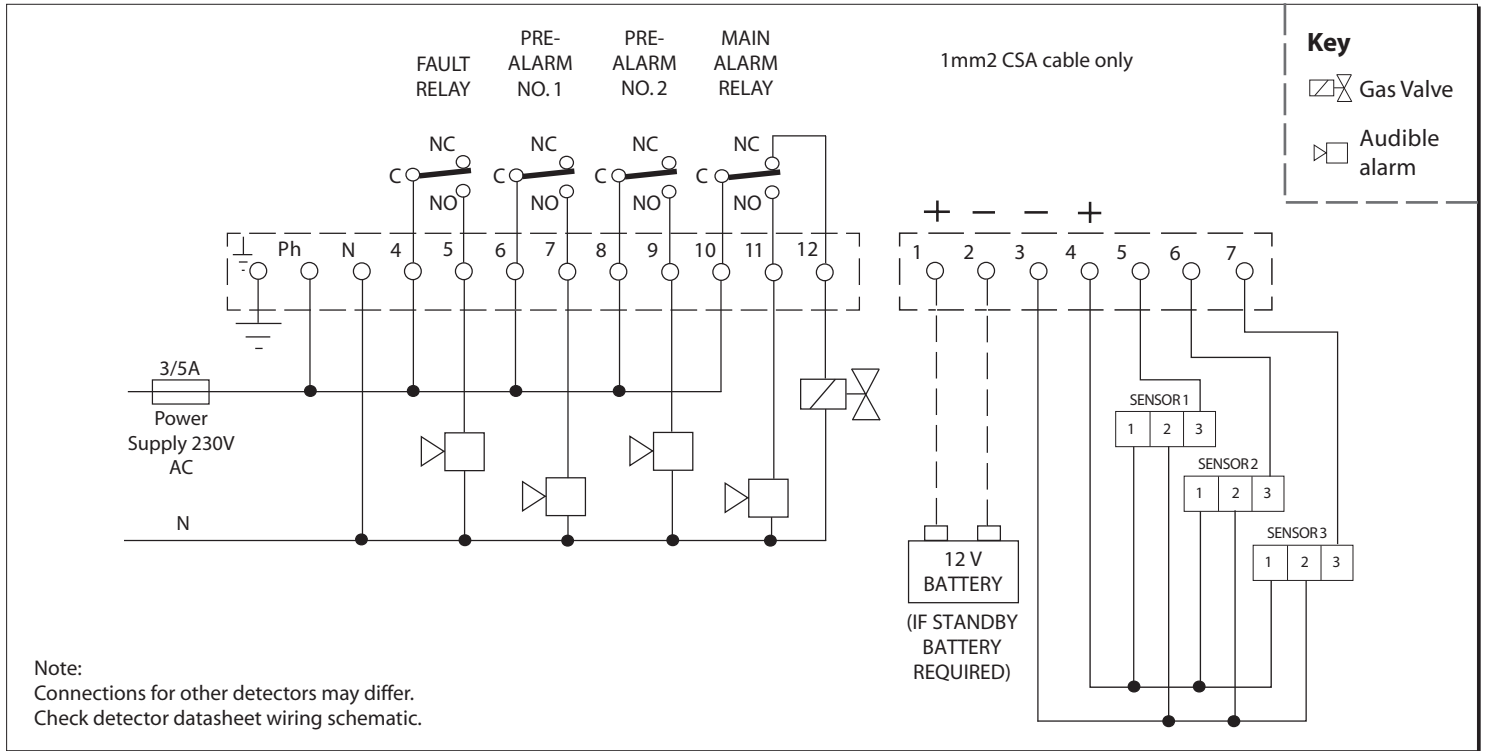 FAULT
RELAY
PRE-
ALARM
NO. 1
PRE-
ALARM
NO. 2
MAIN
ALARM
RELAY
1mm2 CSA cable only
Key
Gas Valve
Audible
alarm
NC NC NC NC
C C C C
NO NO NO NO
+ – – +
Ph N 4 5 6 7 8 9 10 11 12
1 2 3 4 5 6 7
3/5A
Power
Supply 230V
AC
N
SENSOR 1
1 2 3
SENSOR 2
1 2 3
SENSOR 3
1 2 3
12 V
BATTERY
(IF STANDBY
BATTERY
REQUIRED)
Note:
Connections for other detectors may differ.
Check detector datasheet wiring schematic.